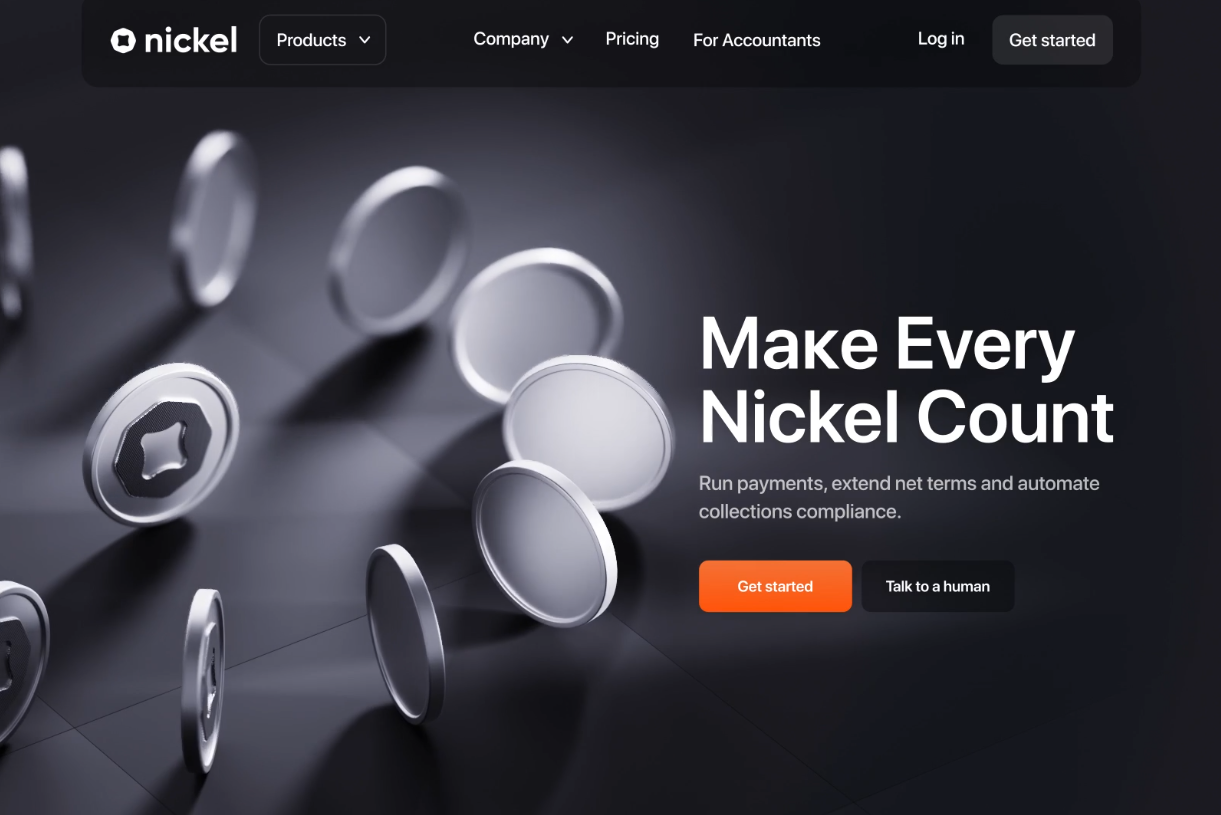 nickel
Products
Company
Pricing
For Accountants
Log in
Get started
Maкe Every
Nickel Count
Run payments, extend net terms and automate
collections compliance.
Get started
Talk to a human